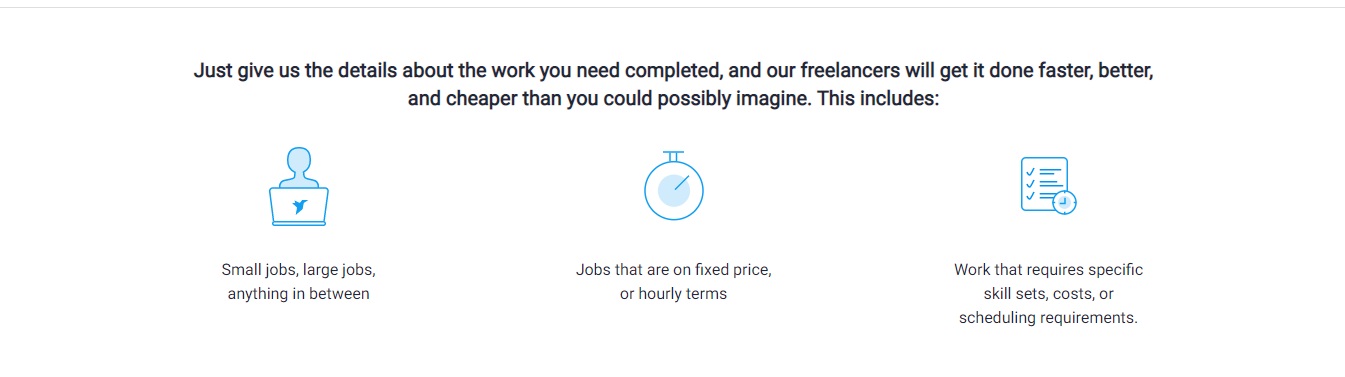 Just give us the details about the work you need completed, and our freelancers will get it done faster, better,
and cheaper than you could possibly imagine. This includes:
Small jobs, large jobs,
anything in between
Jobs that are on fixed price,
or hourly terms
Work that requires specific
skill sets, costs, or
scheduling requirements.